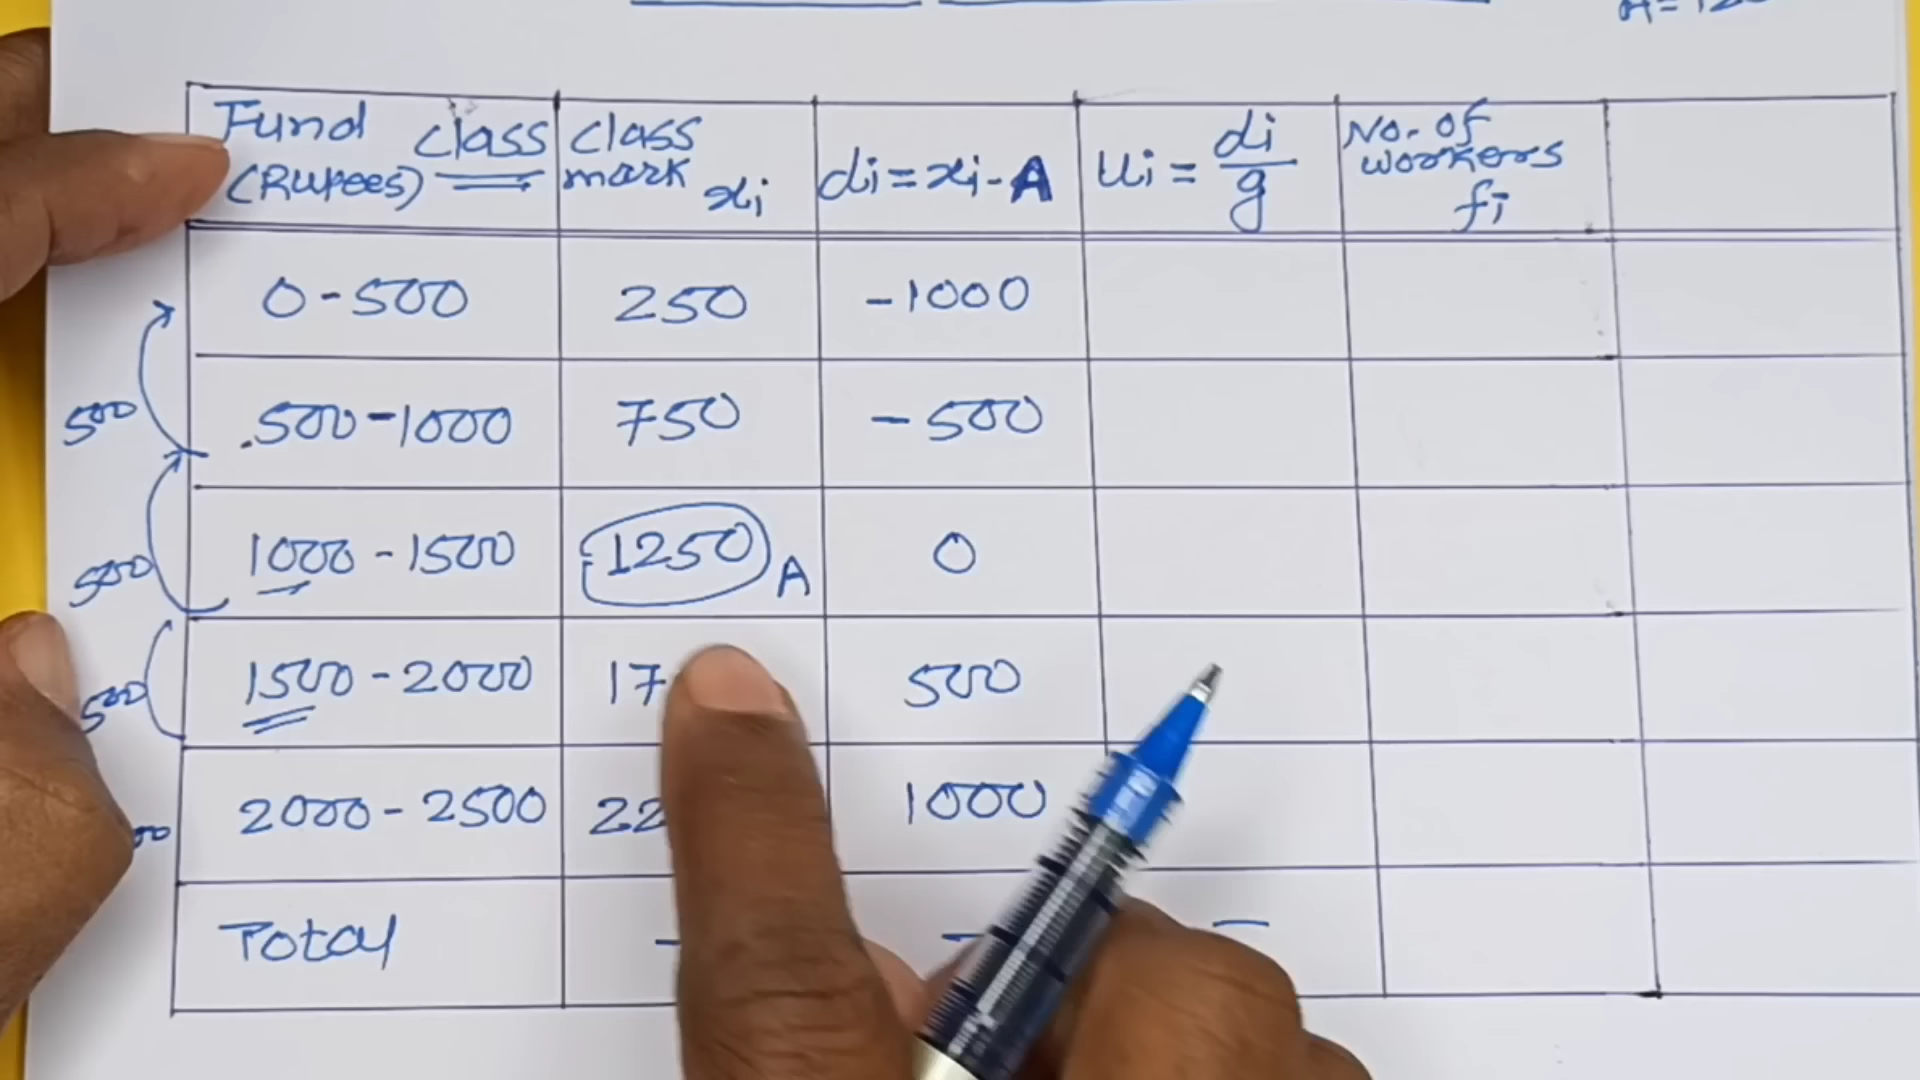 Fund class (Rupees)
class mark xi
di = xi - A
ui = di/g
No. of workers fi
0 - 500 250 -1000
500 - 1000 750 -500
1000 - 1500 1250 A 0
1500 - 2000 500
2000 - 2500 1000
Total - - -
500
500
500